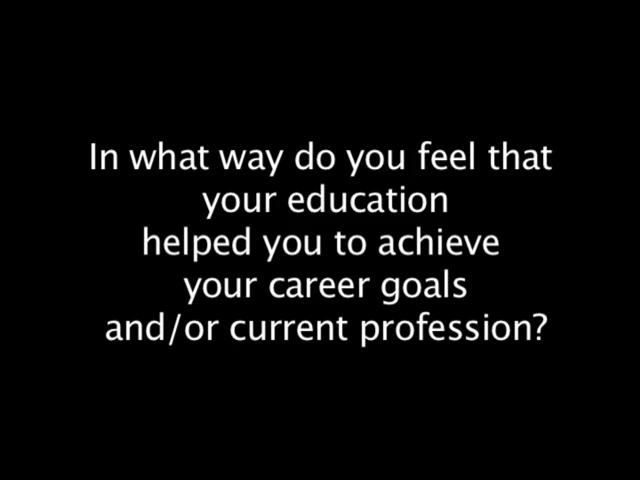 In what way do you feel that
your education
helped you to achieve
your career goals
and/or current profession?